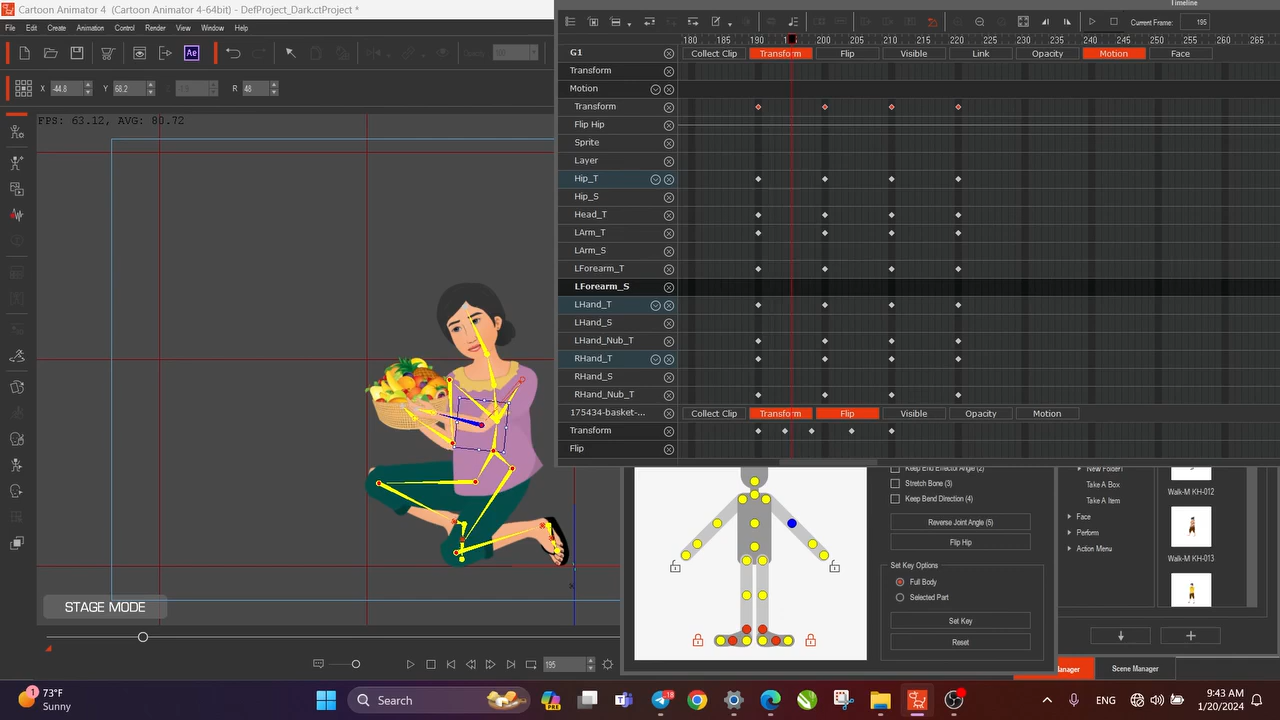 Cartoon Animator 4 (Cartoon Animator 4-64bit) - DefProject_Dark.ctProject *
Timeline
File Edit View Create Animation Control Render Window Help
Current Frame: 195
180 185 190 195 200 205 210 215 220 225 230 235 240 245 250 255 260 265
G1 Collect Clip Transform Flip Visible Link Opacity Motion Face
Transform
Motion
X -44.8 Y 68.2 R 48
Transform
FPS: 63.12, AVG: 80.72
Flip Hip
Sprite
Layer
Hip_T
Hip_S
Head_T
LArm_T
LArm_S
LForearm_T
LForearm_S
LHand_T
LHand_S
LHand_Nub_T
RHand_T
RHand_S
RHand_Nub_T
175434-basket-... Collect Clip Transform Flip Visible Opacity Motion
Transform
Flip
Keep End Effector Angle (2)
Stretch Bone (3)
Keep Bend Direction (4)
Reverse Joint Angle (5)
Flip Hip
Set Key Options
Full Body
Selected Part
Set Key
Reset
New Folder1
Take A Box
Take A Item
Face
Perform
Action Menu
Walk-M KH-012
Walk-M KH-013
STAGE MODE
195
Manager Scene Manager
73°F
Sunny
1
Search
18
ENG
9:43 AM
1/20/2024